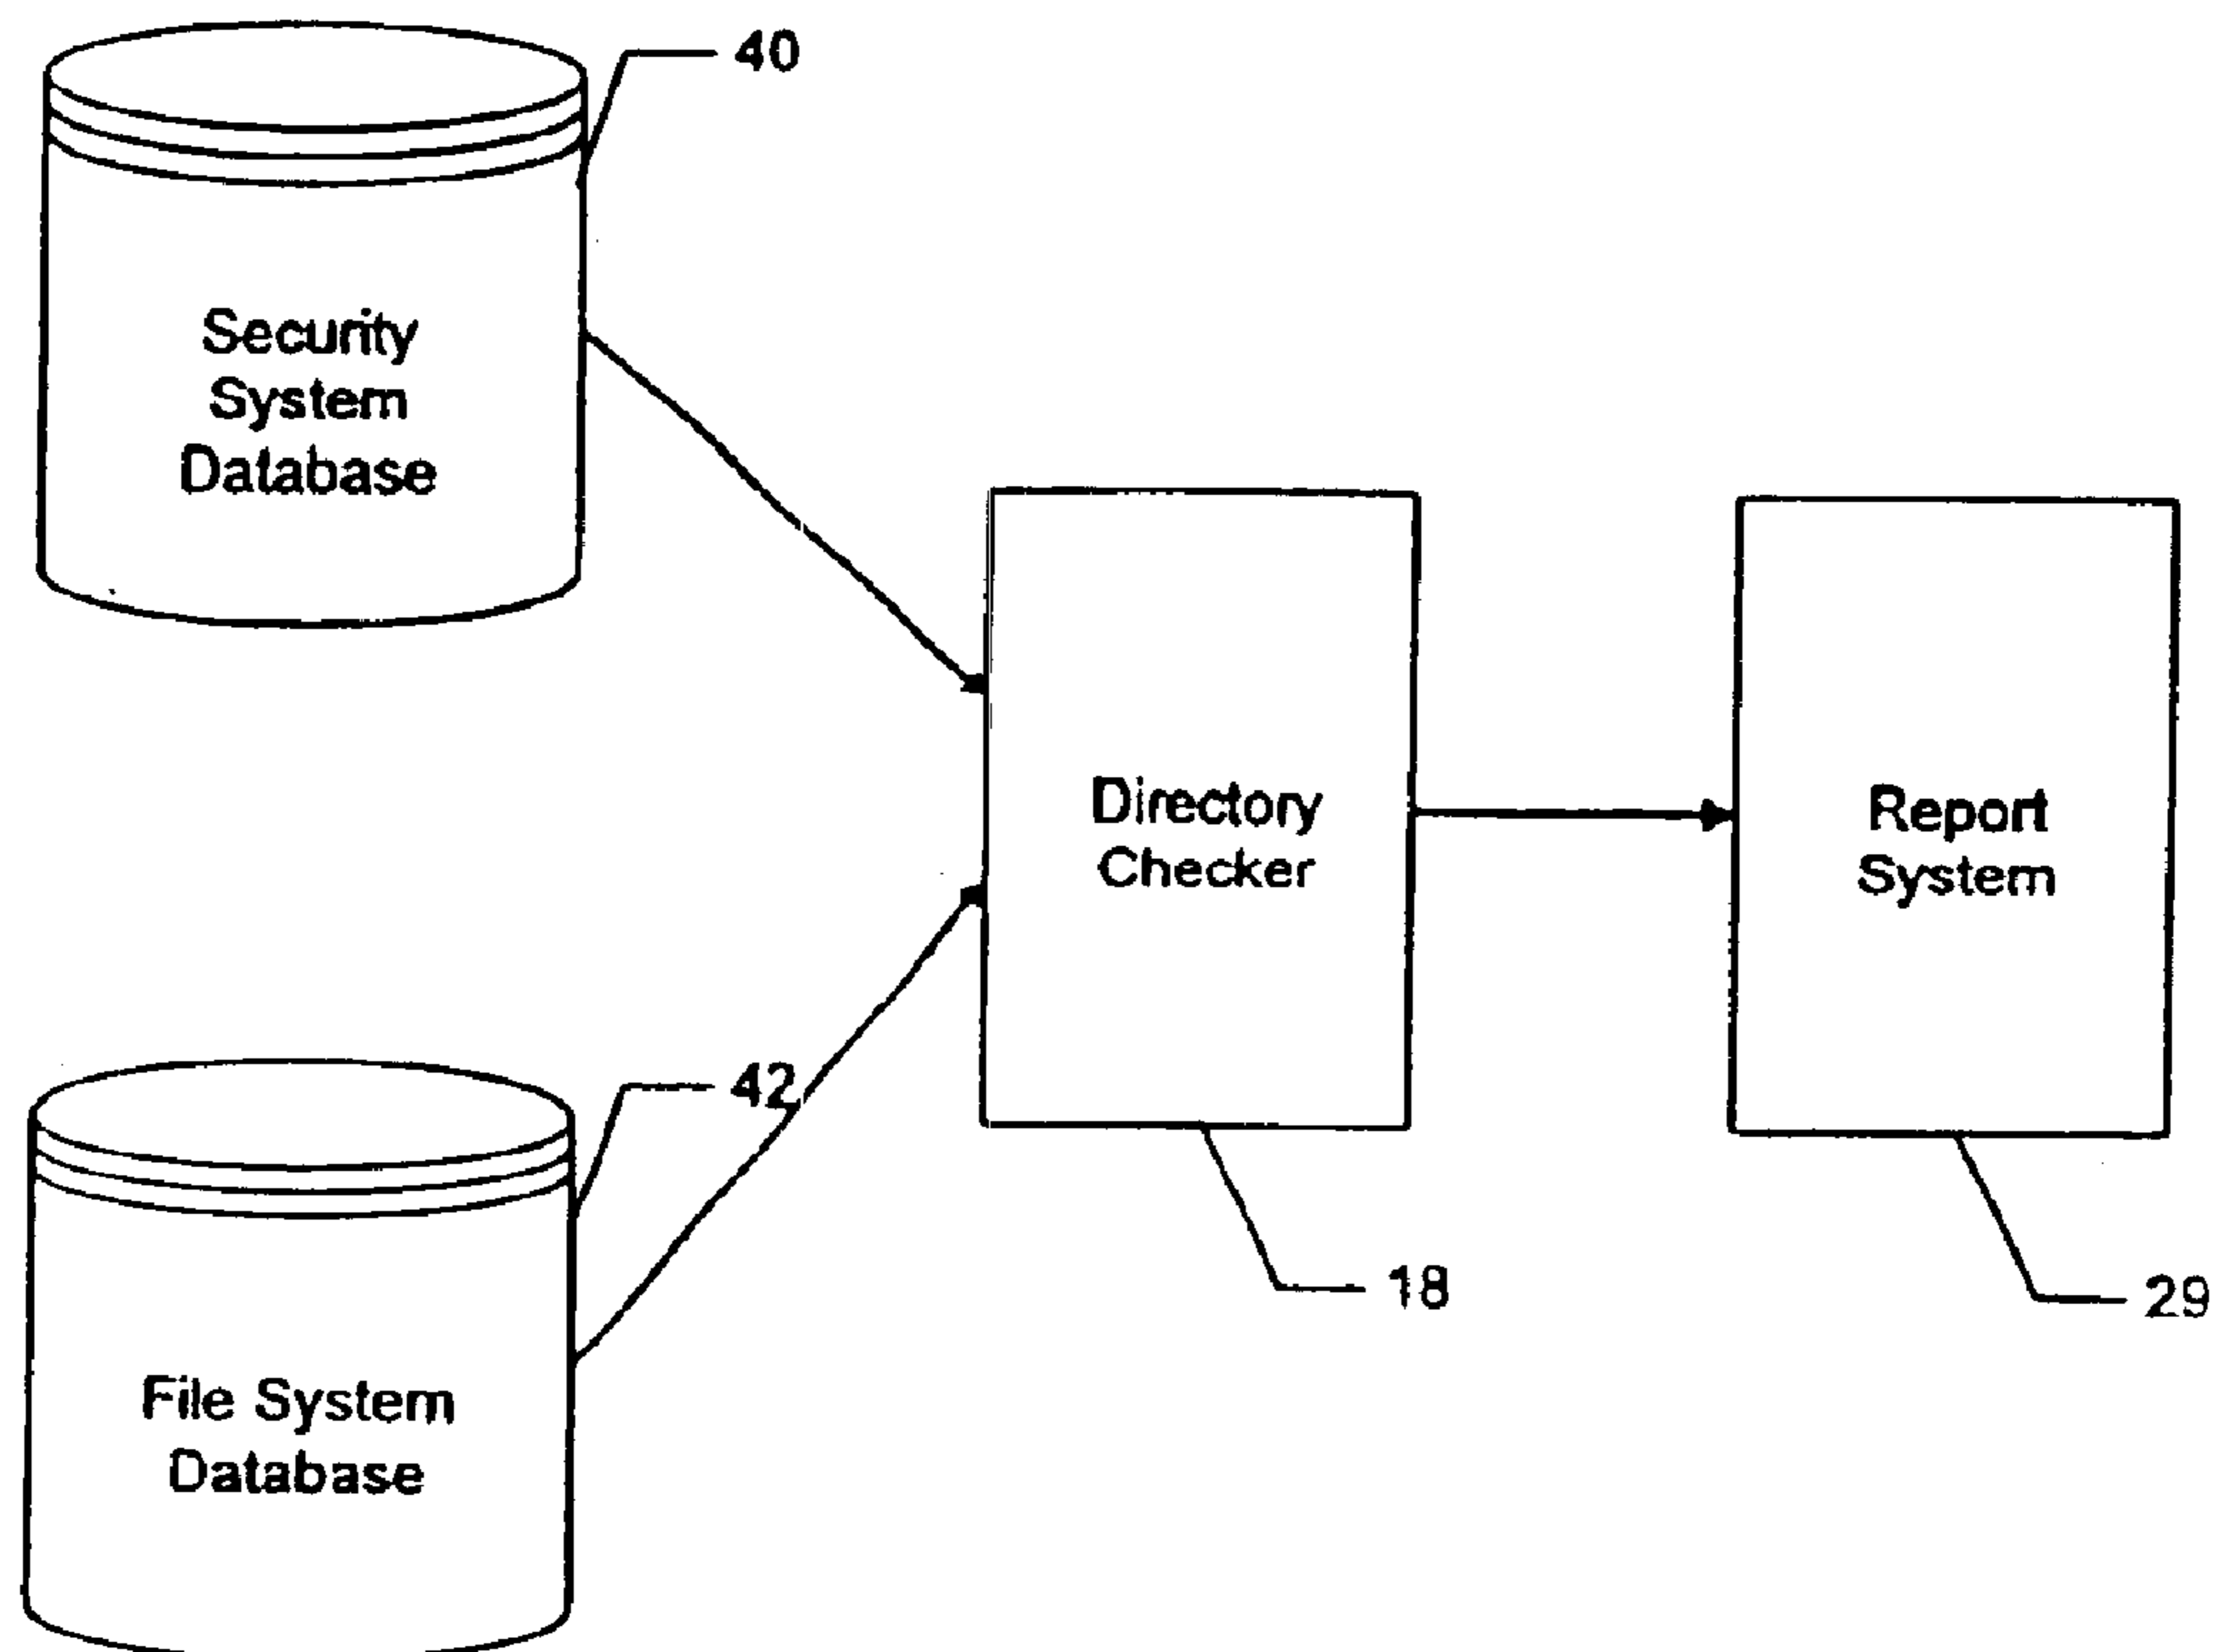 40
Security
System
Database
Directory
Checker
Report
System
42
18
29
File System
Database